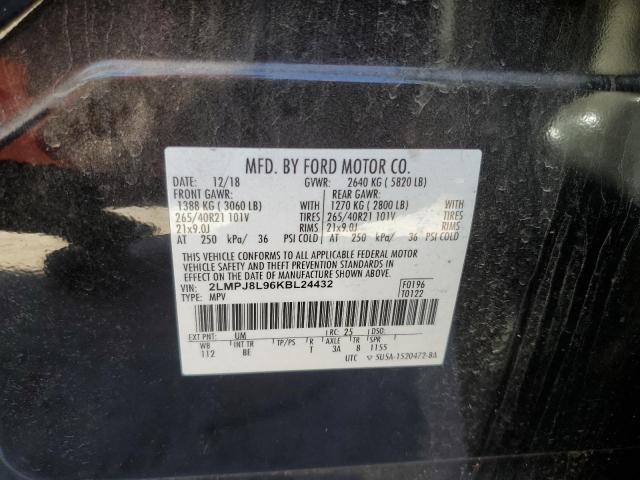 MFD. BY FORD MOTOR CO.
DATE: 12/18 GVWR: 2640 KG ( 5820 LB)
FRONT GAWR: REAR GAWR:
1388 KG ( 3060 LB) WITH 1270 KG ( 2800 LB) WITH
265/40R21 101V TIRES 265/40R21 101V TIRES
21x9.0J RIMS 21x9.0J RIMS
AT 250 kPa/ 36 PSI COLD AT 250 kPa/ 36 PSI COLD
THIS VEHICLE CONFORMS TO ALL APPLICABLE FEDERAL MOTOR
VEHICLE SAFETY AND THEFT PREVENTION STANDARDS IN EFFECT
ON THE DATE OF MANUFACTURE SHOWN ABOVE.
VIN: 2LMPJ8L96KBL24432 F0196
TYPE: MPV T0122
EXT PNT: UM RC: 25 DSO:
WB INT TR TP/PS R AXLE TR SPR
112 BE T 3A 8 1155
UTC 5U5A-1520472-BA